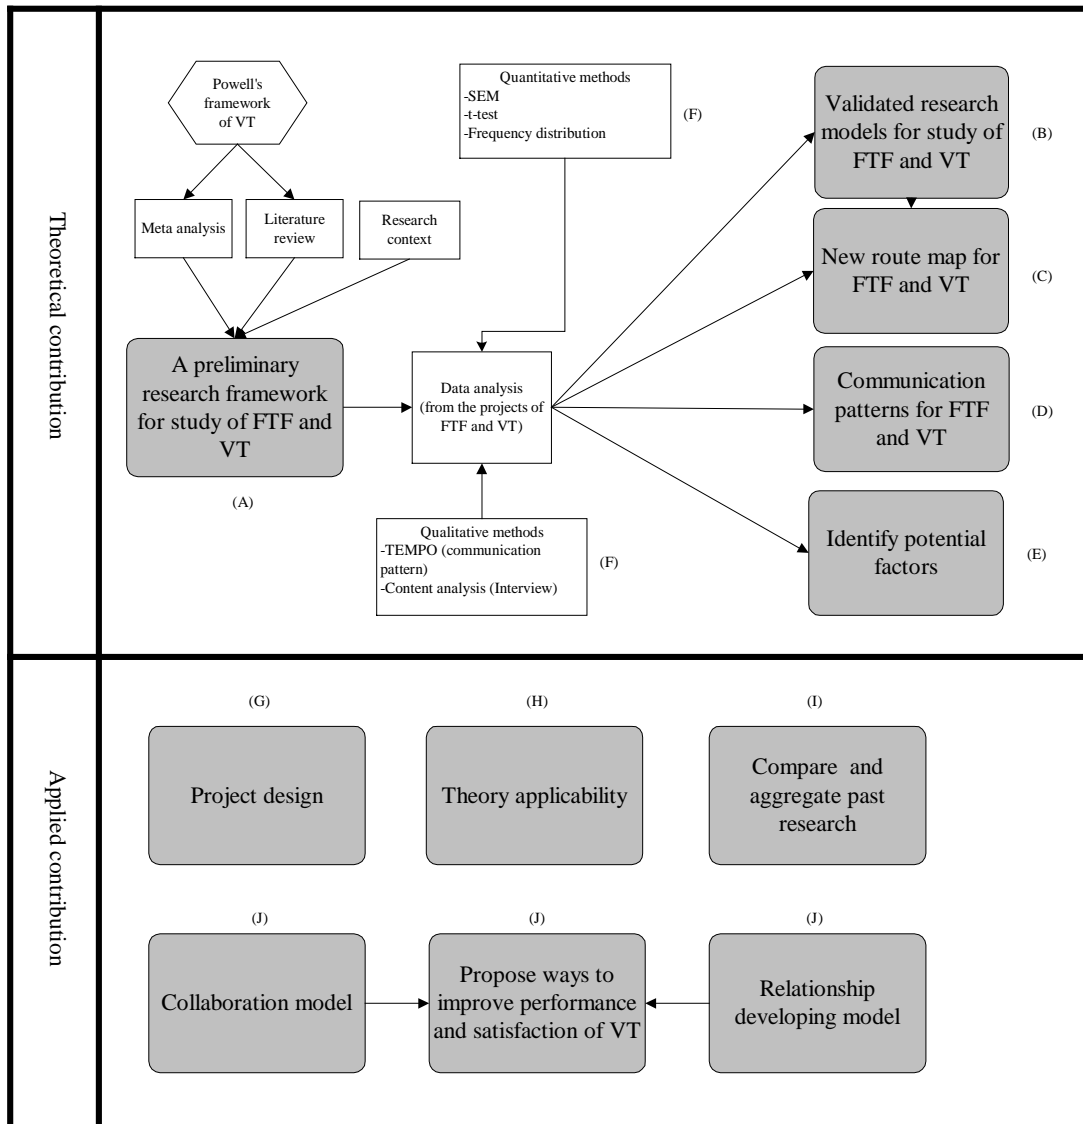 Theoretical contribution
Powell's
framework
of VT
Quantitative methods
-SEM
-t-test
-Frequency distribution
(F)
Validated research
models for study of
FTF and VT
(B)
Meta analysis
Literature
review
Research
context
New route map for
FTF and VT
(C)
A preliminary
research framework
for study of FTF and
VT
(A)
Data analysis
(from the projects of
FTF and VT)
Communication
patterns for FTF
and VT
(D)
Qualitative methods
-TEMPO (communication
pattern)
-Content analysis (Interview)
(F)
Identify potential
factors
(E)
Applied contribution
(G)
Project design
(H)
Theory applicability
(I)
Compare and
aggregate past
research
(J)
Collaboration model
(J)
Propose ways to
improve performance
and satisfaction of VT
(J)
Relationship
developing model